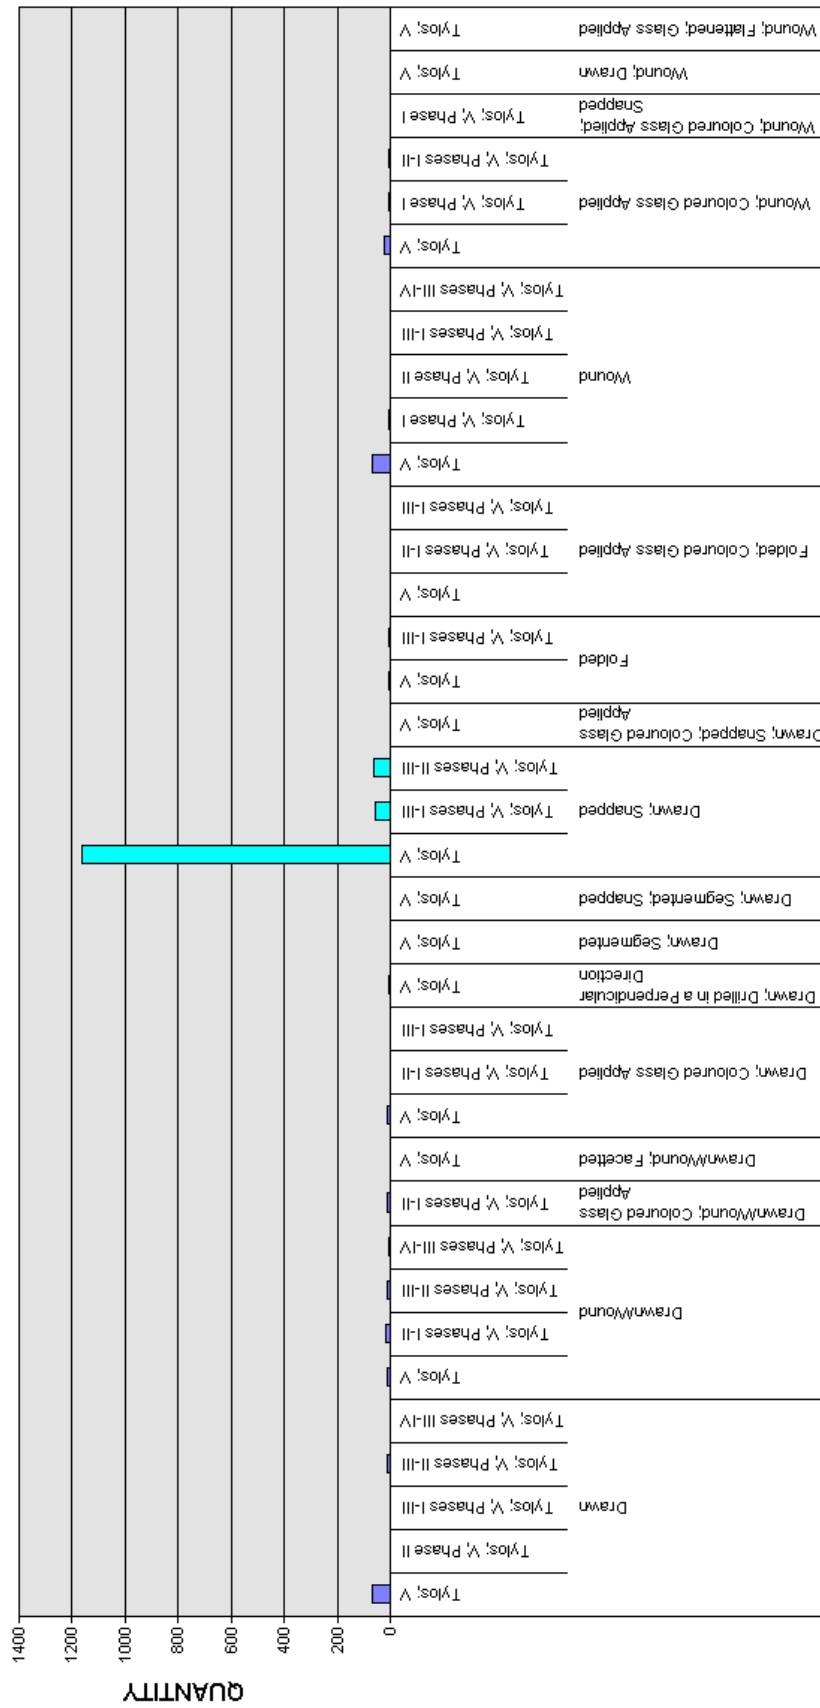 QUANTITY
0
200
400
600
800
1000
1200
1400
Drawn
Tylos; V
Tylos; V, Phase II
Tylos; V, Phases I-III
Tylos; V, Phases II-III
Tylos; V, Phases III-IV
Drawn/Wound
Tylos; V
Tylos; V, Phases I-II
Tylos; V, Phases II-III
Tylos; V, Phases III-IV
Drawn/Wound; Coloured Glass
Applied
Tylos; V, Phases I-II
Drawn/Wound; Facetted
Tylos; V
Drawn; Coloured Glass Applied
Tylos; V
Tylos; V, Phases I-II
Tylos; V, Phases I-III
Drawn; Drilled in a Perpendicular
Direction
Tylos; V
Drawn; Segmented
Tylos; V
Drawn; Segmented; Snapped
Tylos; V
Drawn; Snapped
Tylos; V
Tylos; V, Phases I-III
Tylos; V, Phases II-III
Drawn; Snapped; Coloured Glass
Applied
Tylos; V
Folded
Tylos; V
Tylos; V, Phases I-III
Folded; Coloured Glass Applied
Tylos; V
Tylos; V, Phases I-II
Tylos; V, Phases I-III
Wound
Tylos; V
Tylos; V, Phase I
Tylos; V, Phase II
Tylos; V, Phases I-III
Tylos; V, Phases III-IV
Wound; Coloured Glass Applied
Tylos; V
Tylos; V, Phase I
Tylos; V, Phases I-II
Wound; Coloured Glass Applied;
Snapped
Tylos; V, Phase I
Wound; Drawn
Tylos; V
Wound; Flattened; Glass Applied
Tylos; V